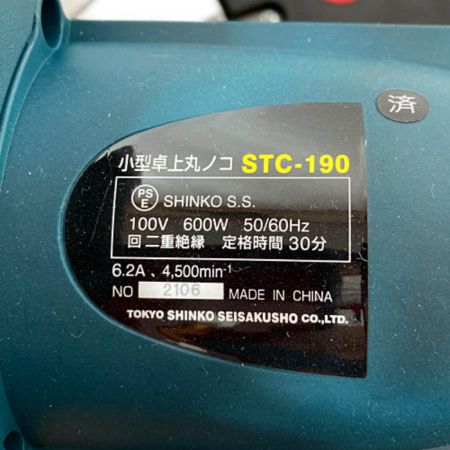 済
小型卓上丸ノコ STC-190
PSE SHINKO S.S.
100V 600W 50/60Hz
回 二重絶縁 定格時間 30分
6.2A、4,500min-1
NO 2106 MADE IN CHINA
TOKYO SHINKO SEISAKUSHO CO.,LTD.